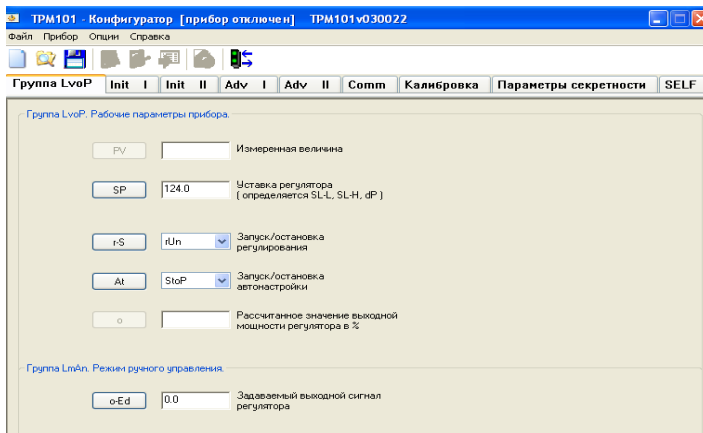 ТРМ101 - Конфигуратор [прибор отключен] TPM101v030022
Файл Прибор Опции Справка
Группа LvoP Init I Init II Adv I Adv II Comm Калибровка Параметры секретности SELF
Группа LvoP. Рабочие параметры прибора.
PV Измеренная величина
SP 124.0 Уставка регулятора
( определяется SL-L, SL-H, dP )
r-S rUn Запуск/остановка
регулирования
At StoP Запуск/остановка
автонастройки
o Рассчитанное значение выходной
мощности регулятора в %
Группа LmAn. Режим ручного управления.
o-Ed 0.0 Задаваемый выходной сигнал
регулятора